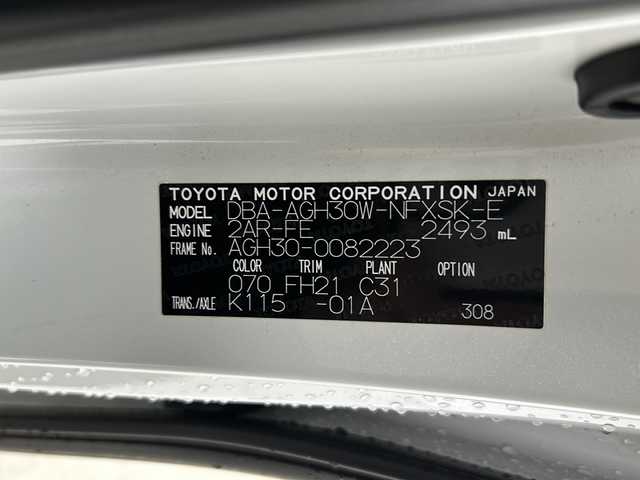 TOYOTA MOTOR CORPORATION JAPAN
MODEL DBA-AGH30W-NFXSK-E
ENGINE 2AR-FE 2493 mL
FRAME No. AGH30-0082223
COLOR TRIM PLANT OPTION
070 FH21 C31
TRANS./AXLE K115 -01A 308